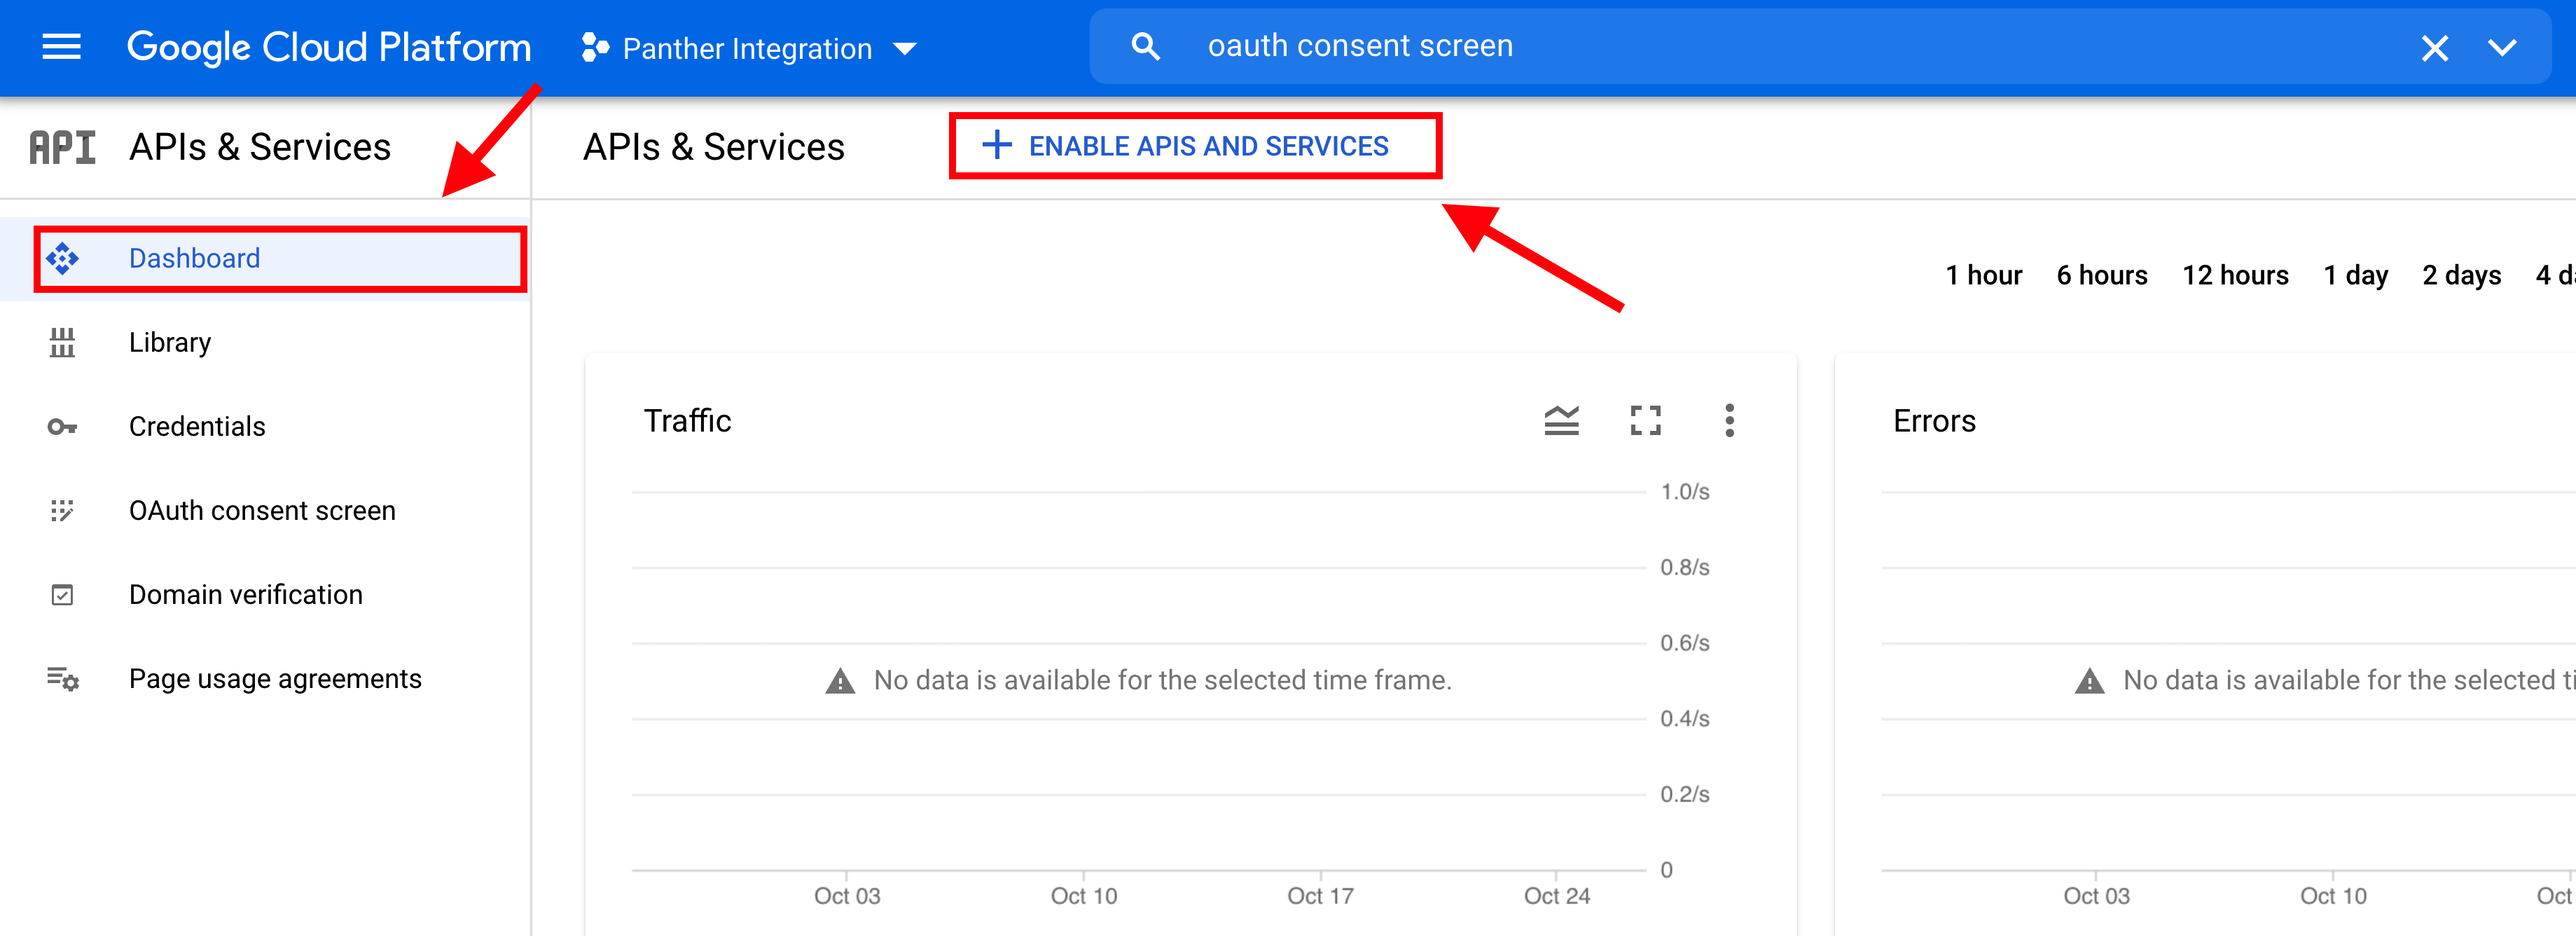 Google Cloud Platform
Panther Integration
oauth consent screen
API
APIs & Services
APIs & Services
ENABLE APIS AND SERVICES
Dashboard
Library
Credentials
OAuth consent screen
Domain verification
Page usage agreements
1 hour 6 hours 12 hours 1 day 2 days 4
Traffic
1.0/s
0.8/s
0.6/s
No data is available for the selected time frame.
0.4/s
0.2/s
0
Oct 03 Oct 10 Oct 17 Oct 24
Errors
No data is available for the selected
Oct 03 Oct 10 Oct